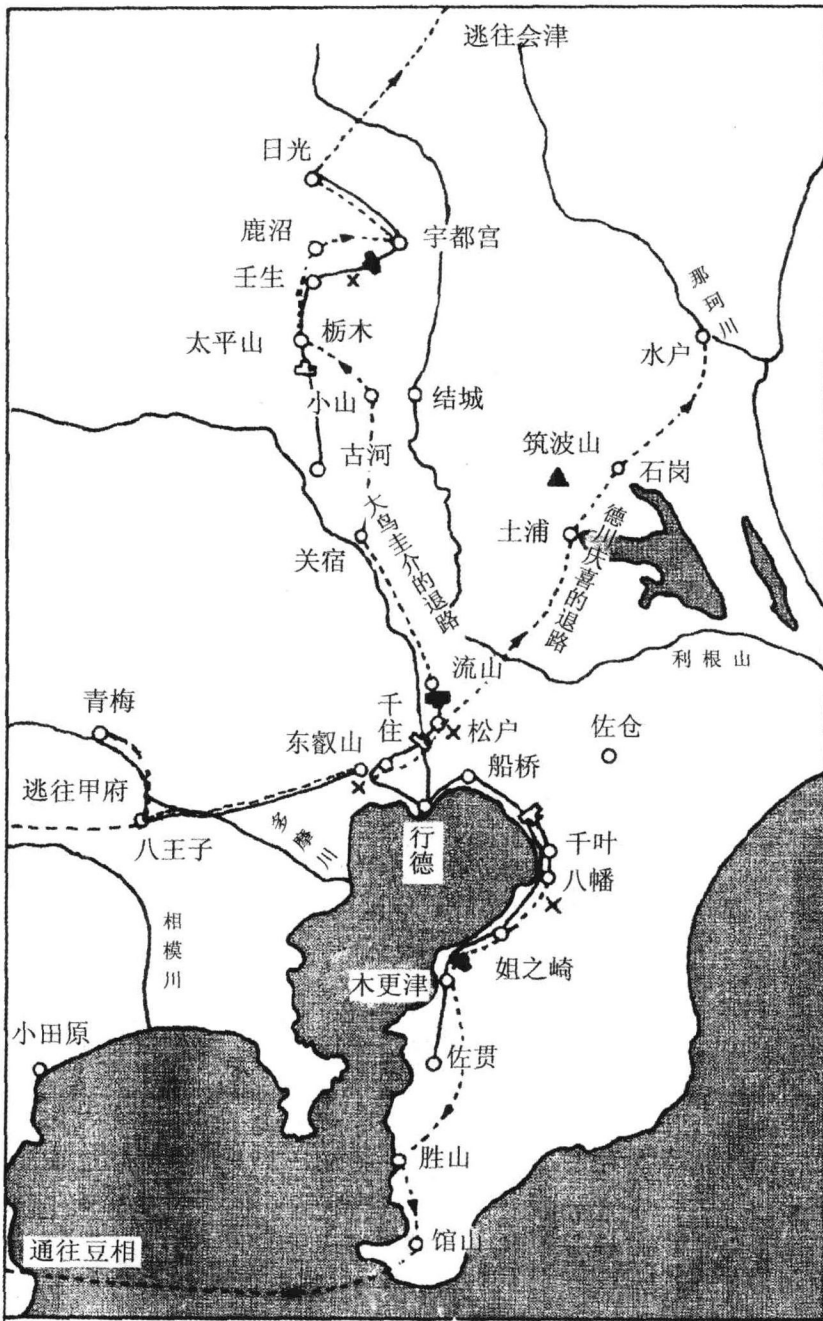 逃往会津
日光
鹿沼
宇都宫
壬生
那珂川
太平山
栃木
水户
小山
结城
筑波山
古河
石岗
大鸟圭介的退路
德川庆喜的退路
土浦
关宿
流山
利根山
青梅
千住
松户
佐仓
东叡山
船桥
逃往甲府
八王子
多摩川
行德
千叶
八幡
相模川
姐之崎
木更津
小田原
佐贯
胜山
馆山
通往豆相